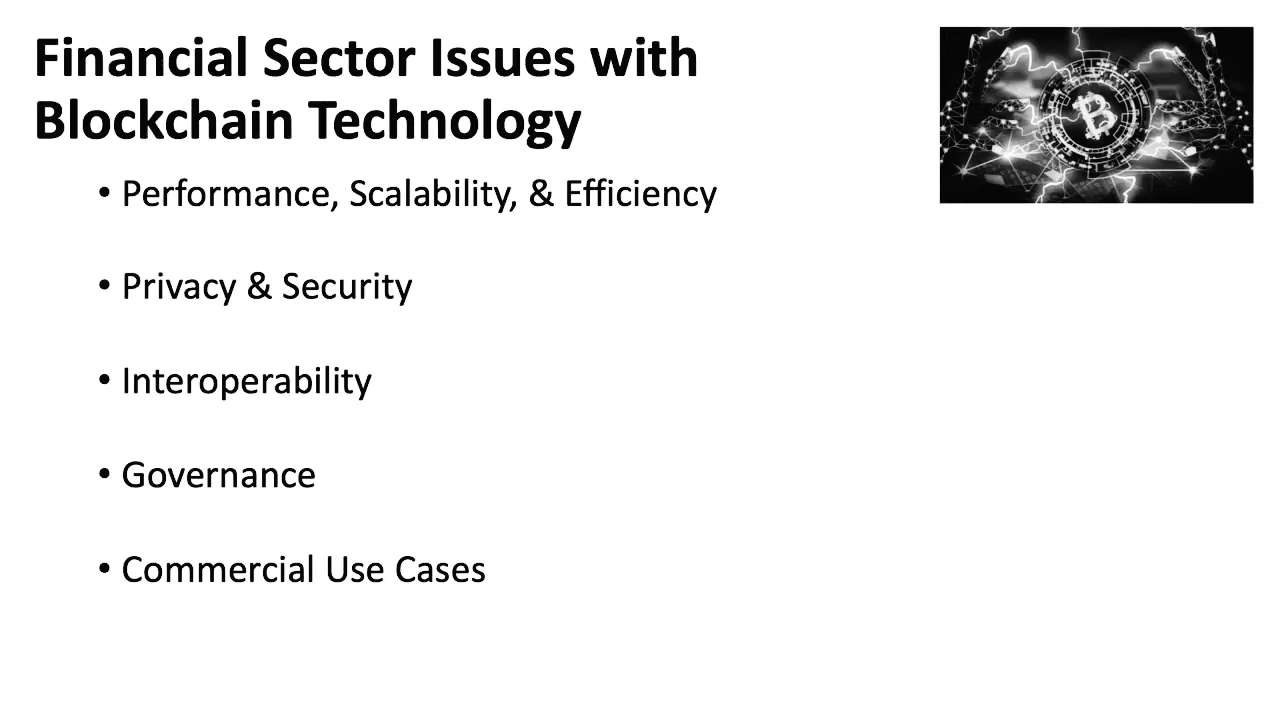 Financial Sector Issues with
Blockchain Technology
• Performance, Scalability, & Efficiency
• Privacy & Security
• Interoperability
• Governance
• Commercial Use Cases